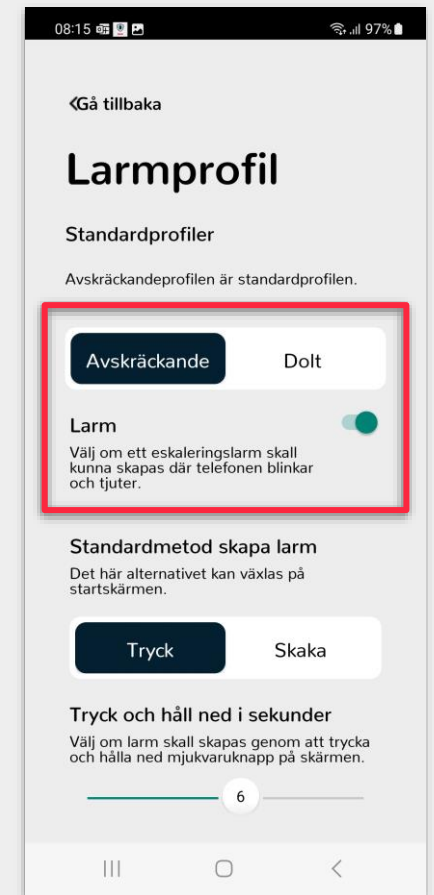 08:15 97%
Gå tillbaka
Larmprofil
Standardprofiler
Avskräckandeprofilen är standardprofilen.
Avskräckande Dolt
Larm
Välj om ett eskaleringslarm skall
kunna skapas där telefonen blinkar
och tjuter.
Standardmetod skapa larm
Det här alternativet kan växlas på
startskärmen.
Tryck Skaka
Tryck och håll ned i sekunder
Välj om larm skall skapas genom att trycka
och hålla ned mjukvaruknapp på skärmen.
6